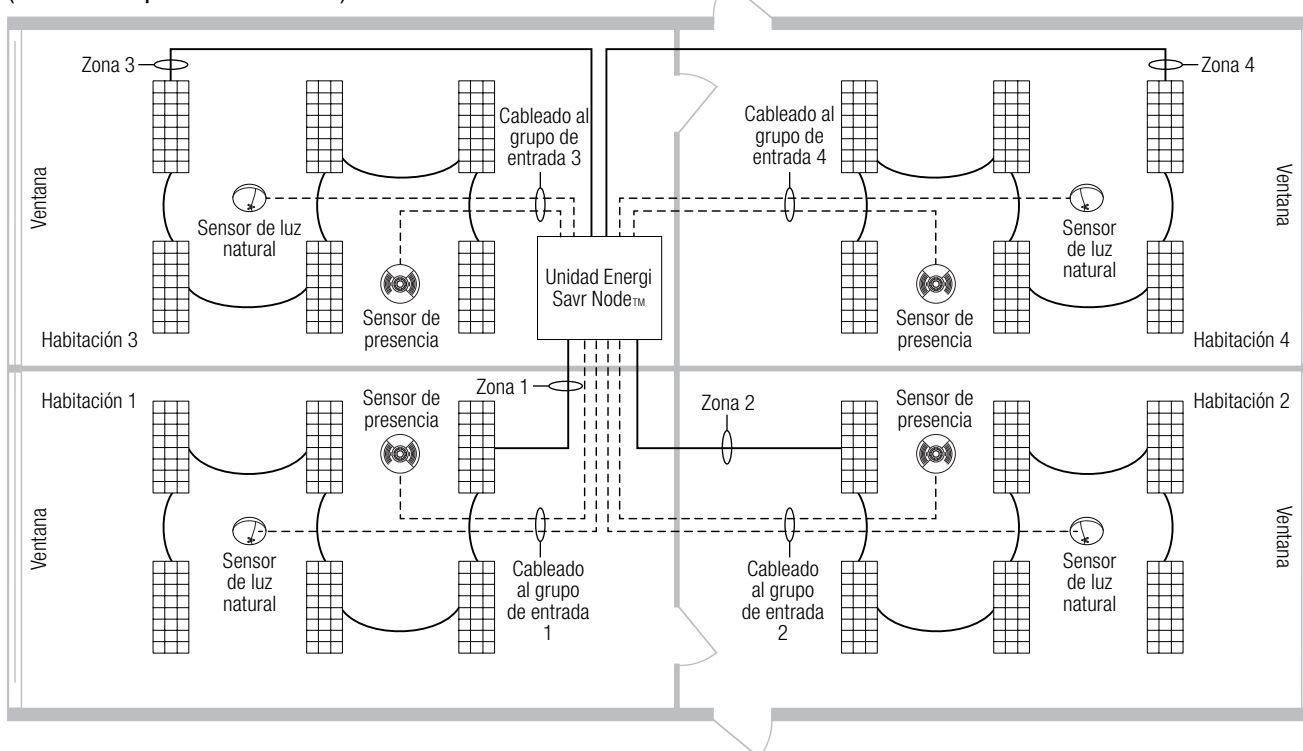 Zona 3
Zona 4
Cableado al
grupo de
entrada 3
Cableado al
grupo de
entrada 4
Ventana
Sensor de luz
natural
Sensor de
presencia
Habitación 3
Unidad Energi
Savr Node™
Sensor
de luz
natural
Sensor de
presencia
Ventana
Habitación 4
Habitación 1
Sensor de
presencia
Zona 1
Zona 2
Sensor de
presencia
Habitación 2
Ventana
Sensor
de luz
natural
Cableado
al grupo
de entrada
1
Cableado
al grupo
de entrada
2
Sensor
de luz
natural
Ventana